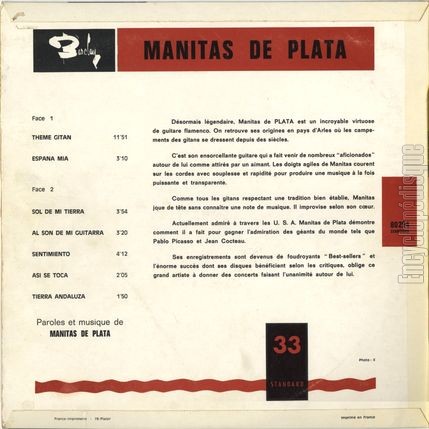 Barclay
MANITAS DE PLATA
Face 1
THEME GITAN 11'51
ESPANA MIA 3'10
Face 2
SOL DE MI TIERRA 3'54
AL SON DE MI GUITARRA 3'20
SENTIMIENTO 4'12
ASI SE TOCA 2'05
TIERRA ANDALUZA 1'50
Paroles et musique de
MANITAS DE PLATA
Désormais légendaire, Manitas de PLATA est un incroyable virtuose
de guitare flamenco. On retrouve ses origines en pays d'Arles où les campe-
ments des gitans se dressent depuis des siècles.
C'est son ensorcellante guitare qui a fait venir de nombreux "aficionados"
autour de lui comme attirés par un aimant. Les doigts agiles de Manitas courent
sur les cordes avec souplesse et rapidité pour produire une musique à la fois
puissante et transparente.
Comme tous les gitans respectant une tradition bien établie, Manitas
joue de tête sans connaître une note de musique. Il improvise selon son cœur.
Actuellement admiré à travers les U. S. A. Manitas de Plata démontre
comment il a fait pour gagner l'admiration des géants du monde tels que
Pablo Picasso et Jean Cocteau.
Ses enregistrements sont devenus de foudroyants "Best-sellers" et
l'énorme succès dont ses disques bénéficient selon les critiques, oblige ce
grand artiste à donner des concerts faisant l'unanimité autour de lui.
Encyclopédisque
33
STANDARD
Photo : X
France-Imprimerie - 75-Plaisir
Imprimé en France